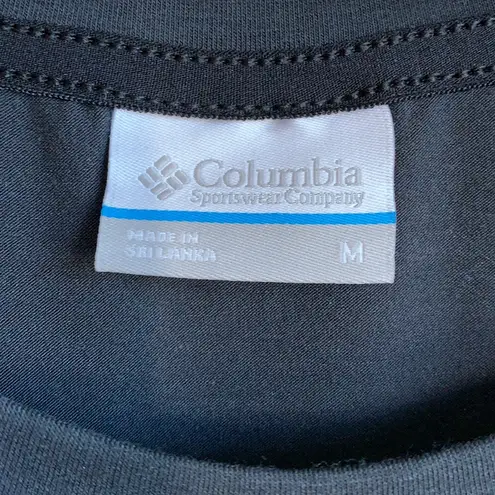 Columbia
Sportswear Company
MADE IN
SRI LANKA
M